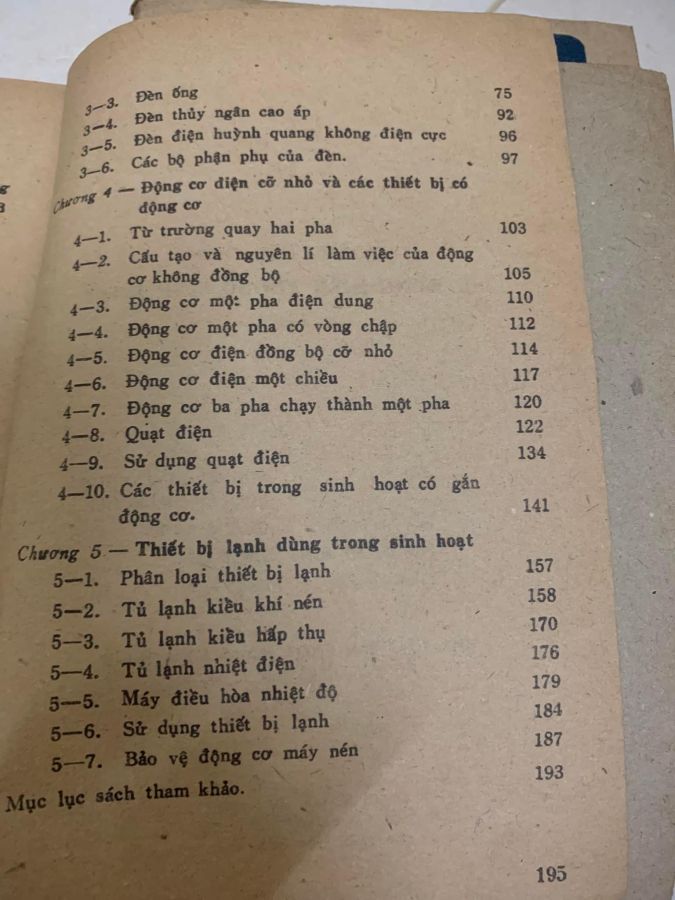 3—3. Đèn ống 75
3—4. Đèn thủy ngân cao áp 92
3—5. Đèn điện huỳnh quang không điện cực 96
3—6. Các bộ phận phụ của đèn. 97
Chương 4 — Động cơ điện cỡ nhỏ và các thiết bị có
động cơ
4—1. Từ trường quay hai pha 103
4—2. Cấu tạo và nguyên lí làm việc của động
cơ không đồng bộ 105
4—3. Động cơ một pha điện dung 110
4—4. Động cơ một pha có vòng chập 112
4—5. Động cơ điện đồng bộ cỡ nhỏ 114
4—6. Động cơ điện một chiều 117
4—7. Động cơ ba pha chạy thành một pha 120
4—8. Quạt điện 122
4—9. Sử dụng quạt điện 134
4—10. Các thiết bị trong sinh hoạt có gắn
động cơ. 141
Chương 5 — Thiết bị lạnh dùng trong sinh hoạt
5—1. Phân loại thiết bị lạnh 157
5—2. Tủ lạnh kiểu khí nén 158
5—3. Tủ lạnh kiểu hấp thụ 170
5—4. Tủ lạnh nhiệt điện 176
5—5. Máy điều hòa nhiệt độ 179
5—6. Sử dụng thiết bị lạnh 184
5—7. Bảo vệ động cơ máy nén 187
Mục lục sách tham khảo. 193
195